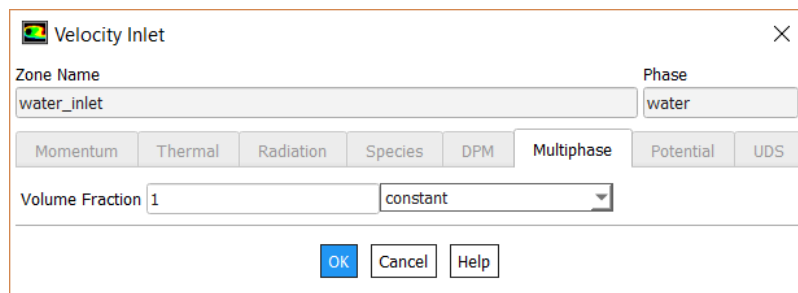 Velocity Inlet
Zone Name Phase
water_inlet water
Momentum Thermal Radiation Species DPM Multiphase Potential UDS
Volume Fraction 1 constant
OK Cancel Help